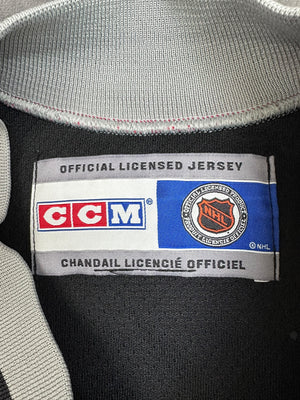 OFFICIAL LICENSED JERSEY
CCM®
NHL
© NHL
CHANDAIL LICENCIÉ OFFICIEL